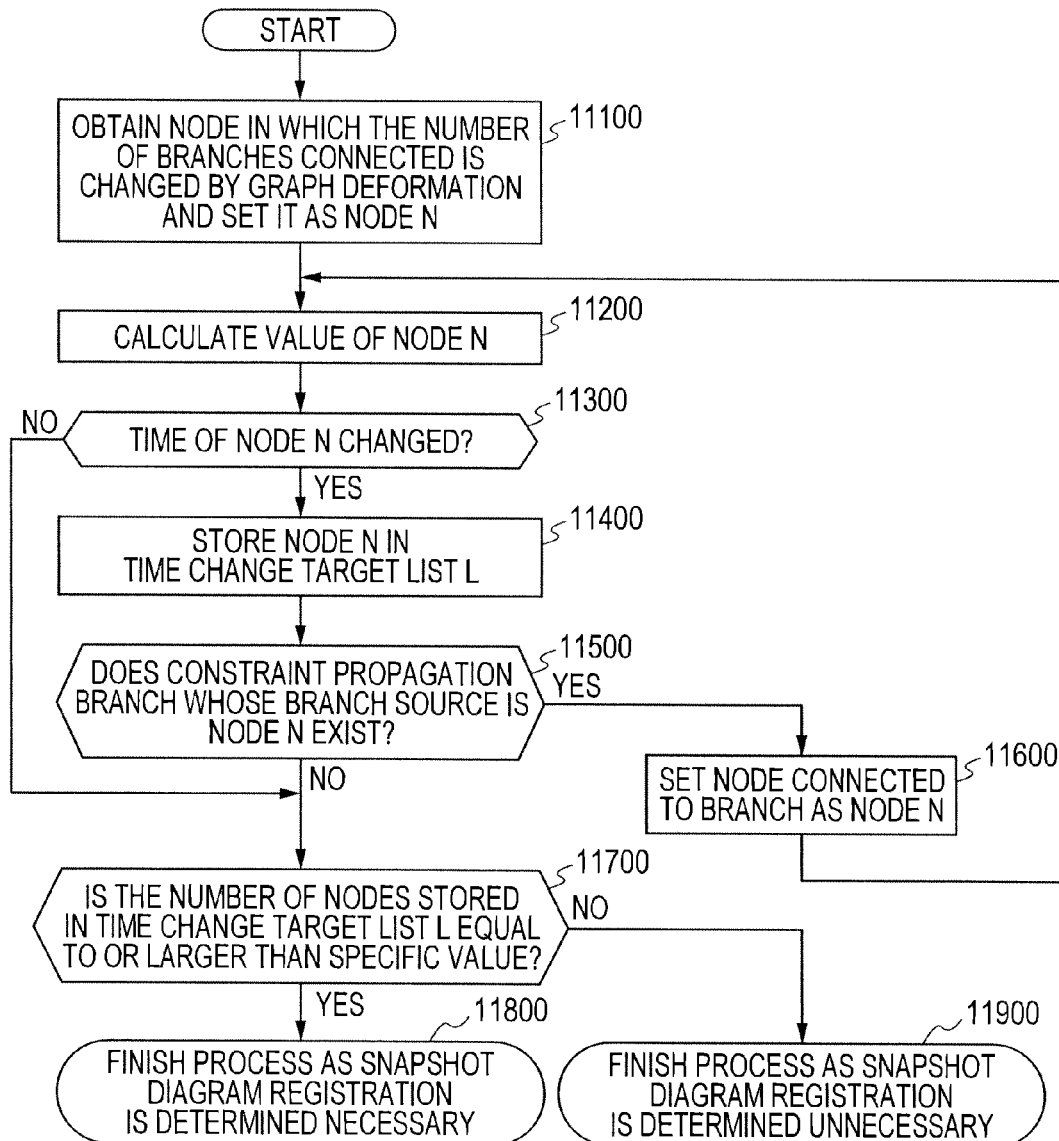 START
11100
OBTAIN NODE IN WHICH THE NUMBER
OF BRANCHES CONNECTED IS
CHANGED BY GRAPH DEFORMATION
AND SET IT AS NODE N
11200
CALCULATE VALUE OF NODE N
11300
NO
TIME OF NODE N CHANGED?
YES
11400
STORE NODE N IN
TIME CHANGE TARGET LIST L
11500
DOES CONSTRAINT PROPAGATION
BRANCH WHOSE BRANCH SOURCE IS
NODE N EXIST?
YES
NO
11600
SET NODE CONNECTED
TO BRANCH AS NODE N
11700
IS THE NUMBER OF NODES STORED
IN TIME CHANGE TARGET LIST L EQUAL
TO OR LARGER THAN SPECIFIC VALUE?
NO
YES
11800
FINISH PROCESS AS SNAPSHOT
DIAGRAM REGISTRATION
IS DETERMINED NECESSARY
11900
FINISH PROCESS AS SNAPSHOT
DIAGRAM REGISTRATION
IS DETERMINED UNNECESSARY